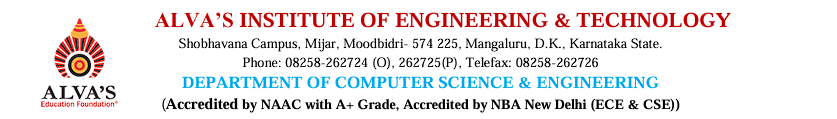 ALVA'S INSTITUTE OF ENGINEERING & TECHNOLOGY
Shobhavana Campus, Mijar, Moodbidri- 574 225, Mangaluru, D.K., Karnataka State.
Phone: 08258-262724 (O), 262725(P), Telefax: 08258-262726
DEPARTMENT OF COMPUTER SCIENCE & ENGINEERING
(Accredited by NAAC with A+ Grade, Accredited by NBA New Delhi (ECE & CSE))
ALVA'S
Education Foundation®